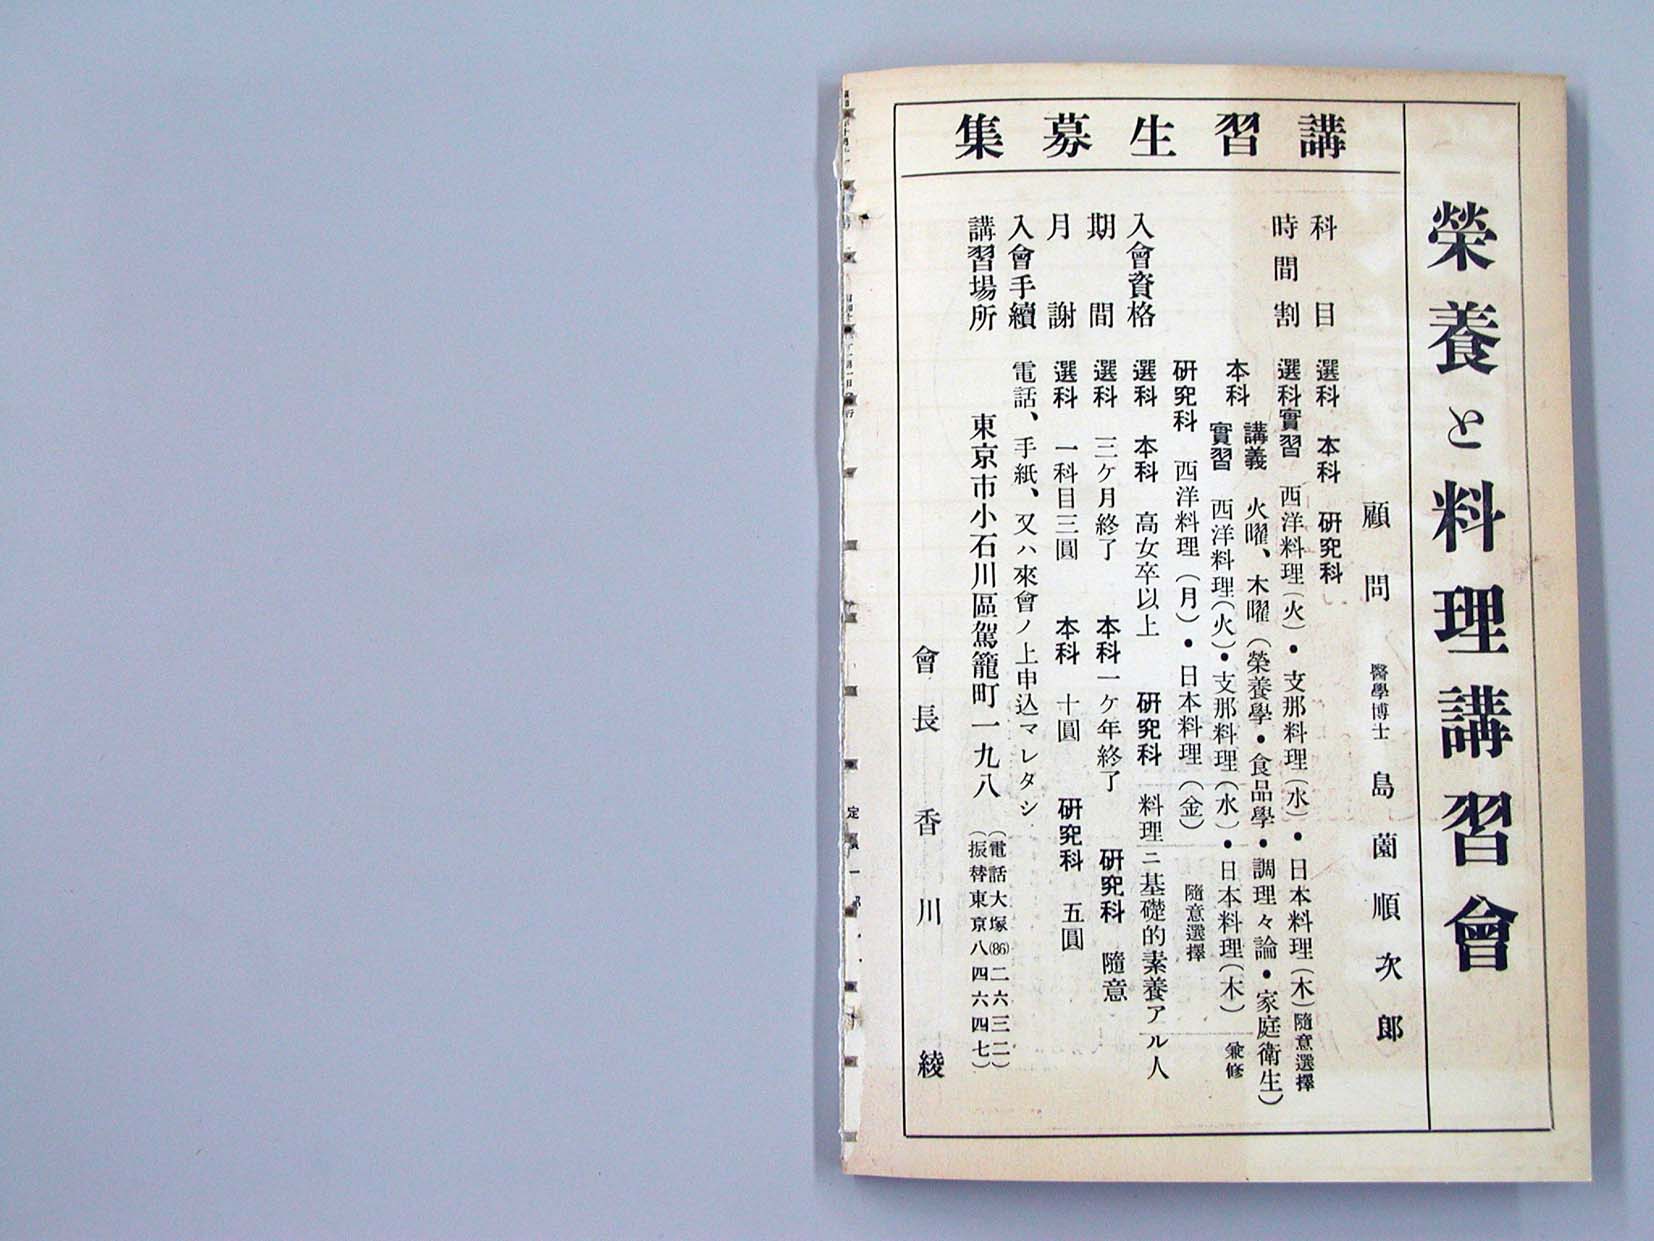 榮養と料理講習會
顧問 醫學博士 島薗順次郎
講習生募集
科目 選科 本科 研究科
時間割 選科實習 西洋料理(火)・支那料理(水)・日本料理(木)隨意選擇
本科 講義 火曜、木曜(榮養學・食品學・調理々論・家庭衛生)
實習 西洋料理(火)・支那料理(水)・日本料理(木) 兼修
研究科 西洋料理(月)・日本料理(金) 隨意選擇
入會資格 選科 本科 高女卒以上 研究科 料理ニ基礎的素養アル人
期間 選科 三ケ月終了 本科 一ケ年終了 研究科 隨意
月謝 選科 一科目三圓 本科 十圓 研究科 五圓
入會手續 電話、手紙、又ハ來會ノ上申込マレタシ
講習場所 東京市小石川區駕籠町一九八
(電話大塚(86)二六三二)
(振替東京八四六四七)
會長 香川綾